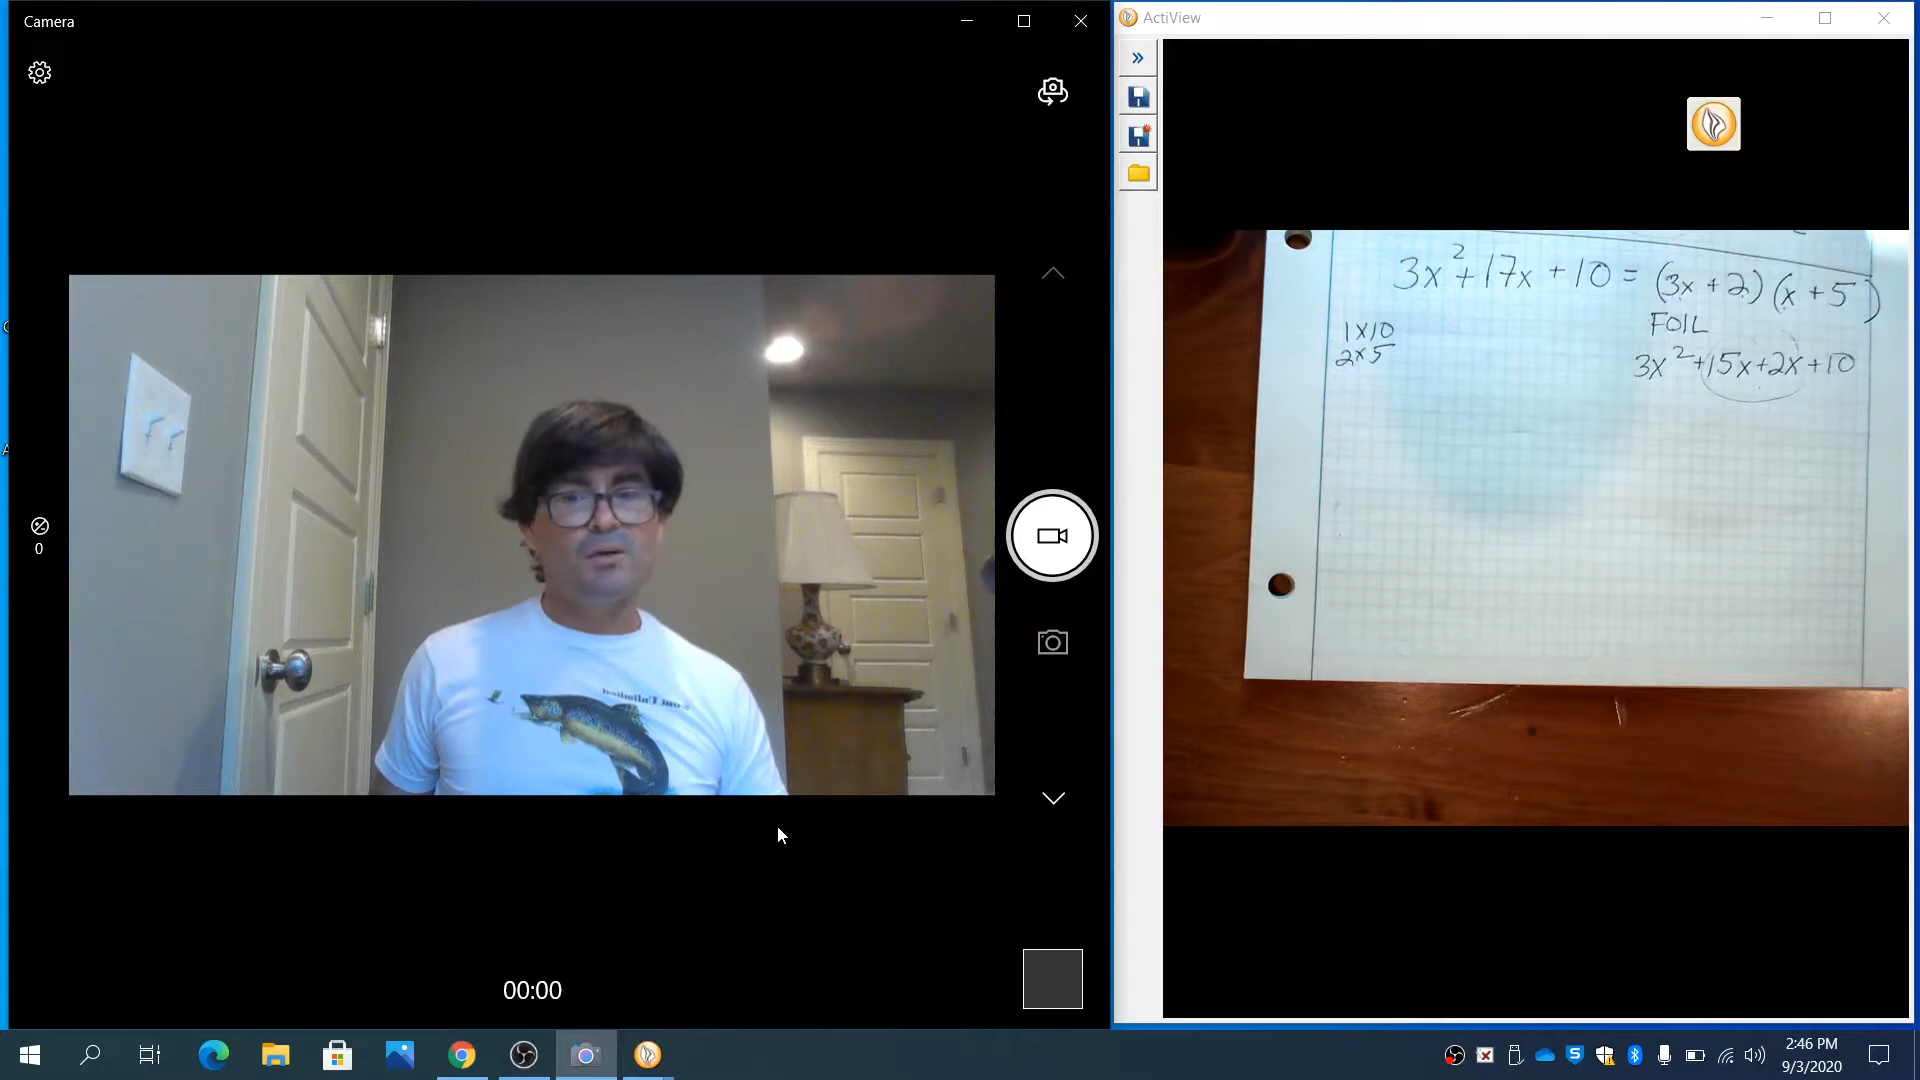 Camera
ActiView
3x²+17x+10=(3x+2)(x+5)
1x10
2x5
FOIL
3x²+15x+2x+10
0
00:00
2:46 PM
9/3/2020